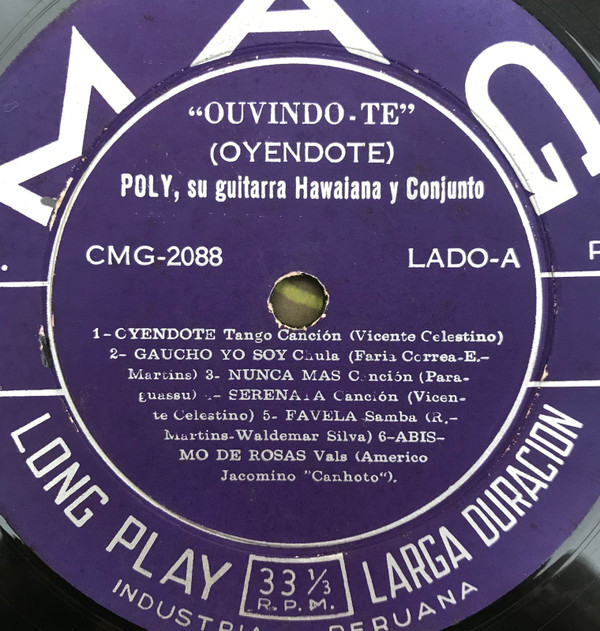 MAG
"OUVINDO-TE"
(OYENDOTE)
POLY, su guitarra Hawaiana y Conjunto
CMG-2088 LADO-A
1-OYENDOTE Tango Canción (Vicente Celestino)
2- GAUCHO YO SOY Chula (Faria Correa-E.-
Martins) 3- NUNCA MAS Canción (Para-
guassu) 4- SERENATA Canción (Vicen-
te Celestino) 5- FAVELA Samba (R.-
Martins-Waldemar Silva) 6-ABIS-
MO DE ROSAS Vals (Americo
Jacomino "Canhoto").
LONG PLAY 33 1/3 R.P.M. LARGA DURACION
INDUSTRIA PERUANA